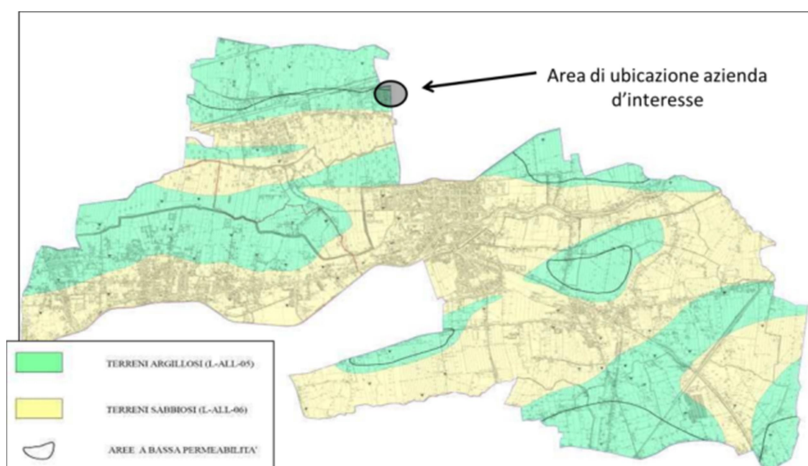 Area di ubicazione azienda
d'interesse
TERRENI ARGILLOSI (L-ALL-05)
TERRENI SABBIOSI (L-ALL-06)
AREE A BASSA PERMEABILITA'